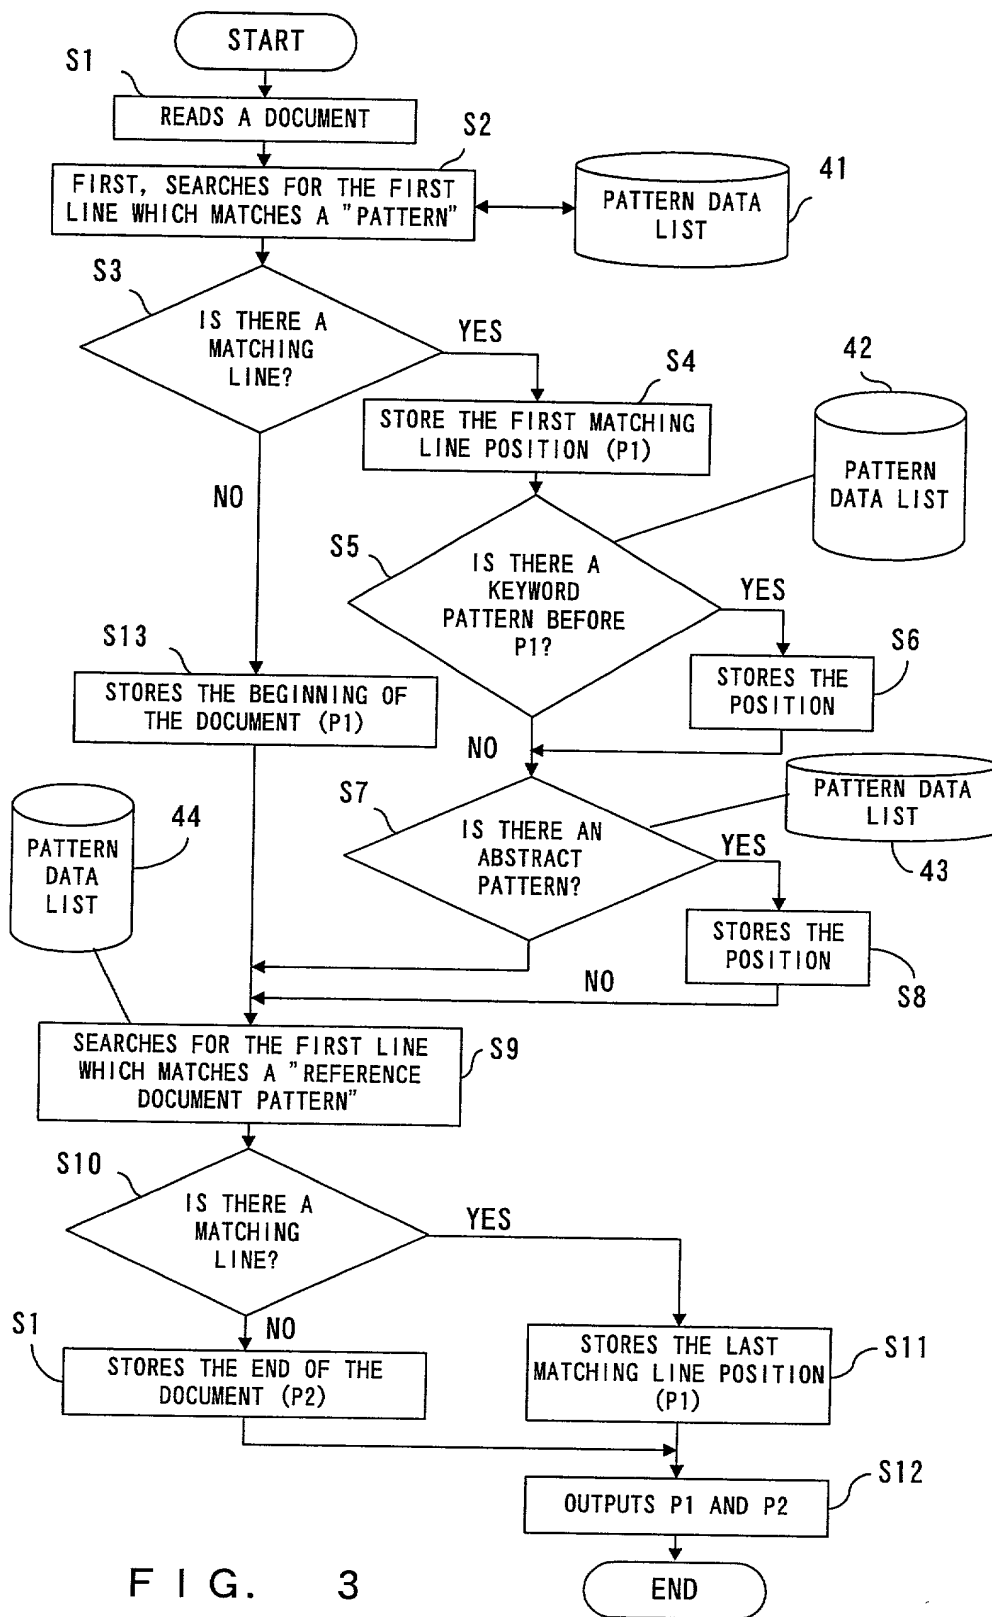 START
S1
READS A DOCUMENT
S2
FIRST, SEARCHES FOR THE FIRST
LINE WHICH MATCHES A "PATTERN"
PATTERN DATA
LIST
41
S3
IS THERE A
MATCHING
LINE?
YES
NO
S4
STORE THE FIRST MATCHING
LINE POSITION (P1)
42
PATTERN
DATA LIST
S5
IS THERE A
KEYWORD
PATTERN BEFORE
P1?
YES
NO
S6
STORES THE
POSITION
S13
STORES THE BEGINNING OF
THE DOCUMENT (P1)
S7
IS THERE AN
ABSTRACT
PATTERN?
YES
PATTERN DATA
LIST
43
44
PATTERN
DATA
LIST
STORES THE
POSITION
S8
NO
SEARCHES FOR THE FIRST LINE
WHICH MATCHES A "REFERENCE
DOCUMENT PATTERN"
S9
S10
IS THERE A
MATCHING
LINE?
YES
NO
S1
STORES THE END OF THE
DOCUMENT (P2)
STORES THE LAST
MATCHING LINE POSITION
(P1)
S11
OUTPUTS P1 AND P2
S12
END
FIG. 3